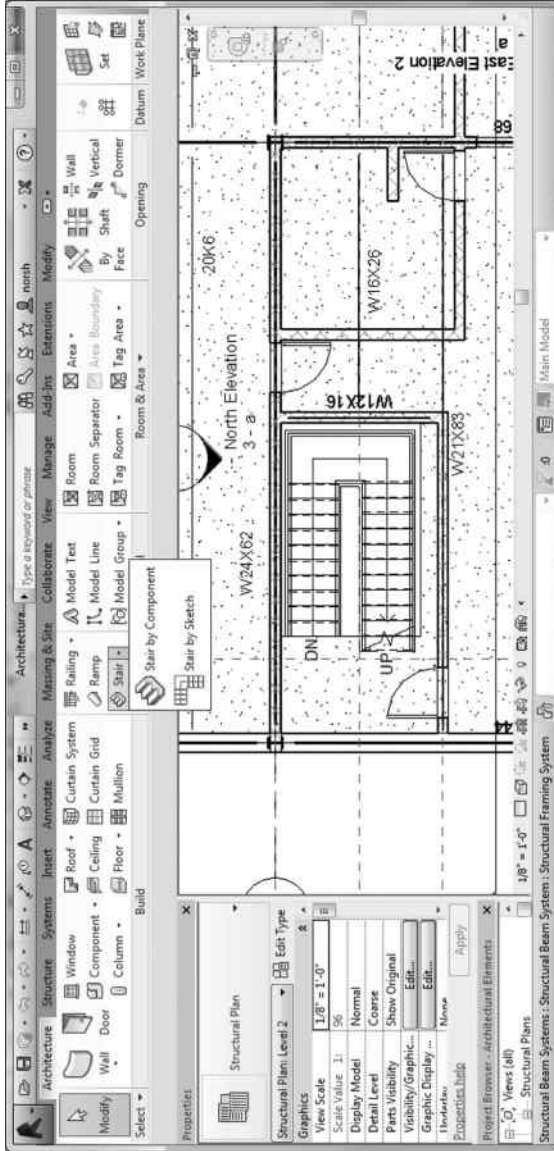 Architectura...
Type a keyword or phrase
norsh
Architecture Structure Systems Insert Annotate Analyze Massing & Site Collaborate View Manage Add-Ins Extensions Modify
Modify
Wall
Door
Window
Component
Column
Roof
Ceiling
Floor
Curtain System
Curtain Grid
Mullion
Railing
Ramp
Stair
Model Text
Model Line
Model Group
Room
Room Separator
Tag Room
Area
Area Boundary
Tag Area
By Face
Shaft
Wall
Vertical
Dormer
Set
Select
Build
Room & Area
Opening
Datum
Work Plane
Stair by Component
Stair by Sketch
Properties
Structural Plan
Structural Plan: Level 2
Edit Type
Graphics
View Scale 1/8" = 1'-0"
Scale Value 1: 96
Display Model Normal
Detail Level Coarse
Parts Visibility Show Original
Visibility/Graphic... Edit...
Graphic Display ... Edit...
Underlay None
Properties help
Apply
Project Browser - Architectural Elements
Views (all)
Structural Plans
North Elevation
3 - a
20K6
W24X62
W12X16
W16X26
W21X83
DN
UP
44
68
East Elevation 2
a
1/8" = 1'-0"
Structural Beam Systems : Structural Beam System : Structural Framing System
:0
Main Model